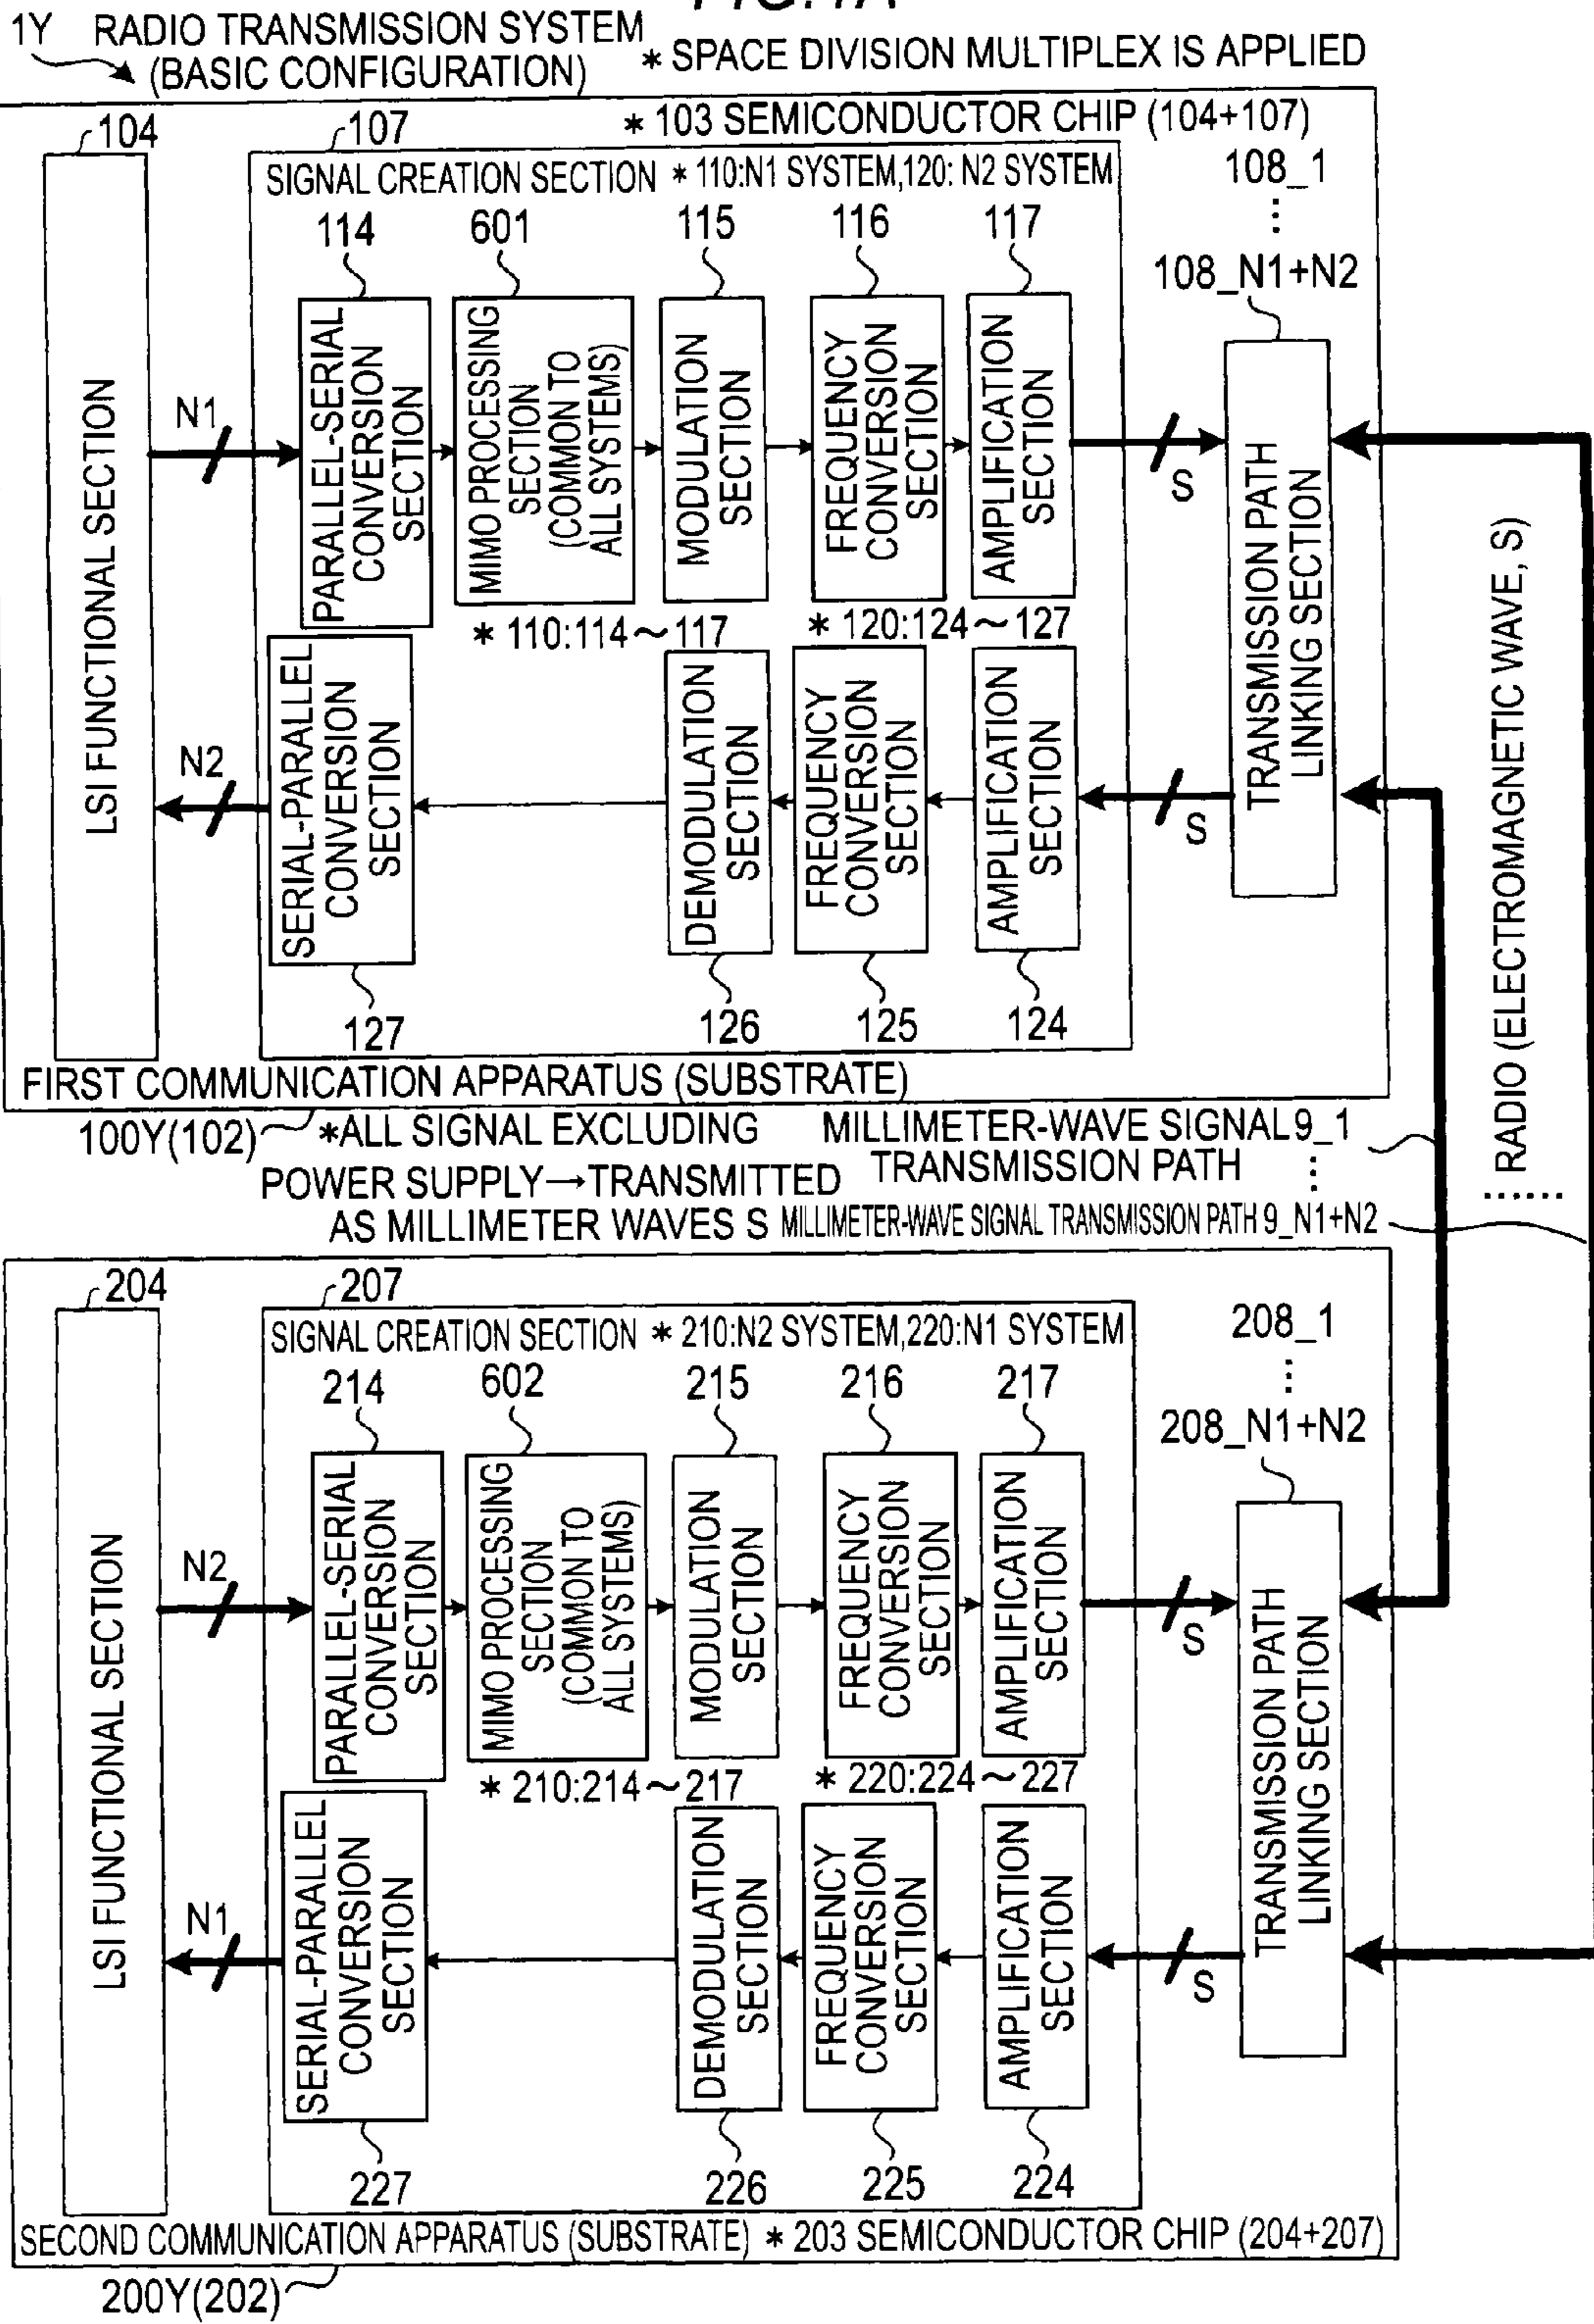 1Y RADIO TRANSMISSION SYSTEM
(BASIC CONFIGURATION)
* SPACE DIVISION MULTIPLEX IS APPLIED
104
107
* 103 SEMICONDUCTOR CHIP (104+107)
SIGNAL CREATION SECTION * 110:N1 SYSTEM,120: N2 SYSTEM
108_1
⋮
108_N1+N2
114
601
115
116
117
LSI FUNCTIONAL SECTION
N1
PARALLEL-SERIAL
CONVERSION
SECTION
MIMO PROCESSING
SECTION
(COMMON TO
ALL SYSTEMS)
MODULATION
SECTION
FREQUENCY
CONVERSION
SECTION
AMPLIFICATION
SECTION
S
TRANSMISSION PATH
LINKING SECTION
* 110:114~117
* 120:124~127
N2
SERIAL-PARALLEL
CONVERSION
SECTION
DEMODULATION
SECTION
FREQUENCY
CONVERSION
SECTION
AMPLIFICATION
SECTION
S
127
126
125
124
FIRST COMMUNICATION APPARATUS (SUBSTRATE)
100Y(102)
*ALL SIGNAL EXCLUDING
POWER SUPPLY→TRANSMITTED
AS MILLIMETER WAVES S
MILLIMETER-WAVE SIGNAL 9_1
TRANSMISSION PATH
⋮
MILLIMETER-WAVE SIGNAL TRANSMISSION PATH 9_N1+N2
RADIO (ELECTROMAGNETIC WAVE, S)
......
204
207
SIGNAL CREATION SECTION * 210:N2 SYSTEM,220:N1 SYSTEM
208_1
⋮
208_N1+N2
214
602
215
216
217
LSI FUNCTIONAL SECTION
N2
PARALLEL-SERIAL
CONVERSION
SECTION
MIMO PROCESSING
SECTION
(COMMON TO
ALL SYSTEMS)
MODULATION
SECTION
FREQUENCY
CONVERSION
SECTION
AMPLIFICATION
SECTION
S
TRANSMISSION PATH
LINKING SECTION
* 210:214~217
* 220:224~227
N1
SERIAL-PARALLEL
CONVERSION
SECTION
DEMODULATION
SECTION
FREQUENCY
CONVERSION
SECTION
AMPLIFICATION
SECTION
S
227
226
225
224
SECOND COMMUNICATION APPARATUS (SUBSTRATE) * 203 SEMICONDUCTOR CHIP (204+207)
200Y(202)